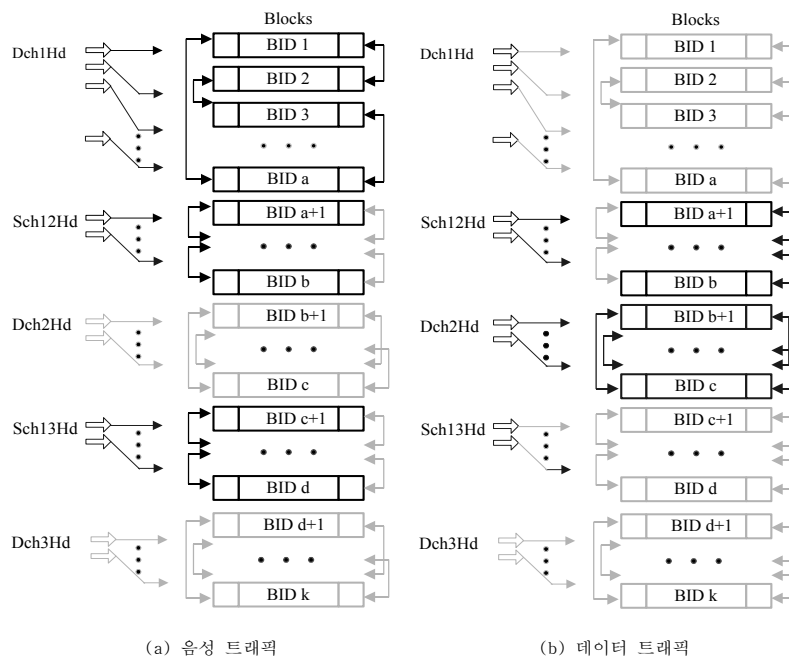 Blocks
Dch1Hd
BID 1
BID 2
BID 3
BID a
Sch12Hd
BID a+1
BID b
Dch2Hd
BID b+1
BID c
Sch13Hd
BID c+1
BID d
Dch3Hd
BID d+1
BID k
(a) 음성 트래픽
Blocks
Dch1Hd
BID 1
BID 2
BID 3
BID a
Sch12Hd
BID a+1
BID b
Dch2Hd
BID b+1
BID c
Sch13Hd
BID c+1
BID d
Dch3Hd
BID d+1
BID k
(b) 데이터 트래픽